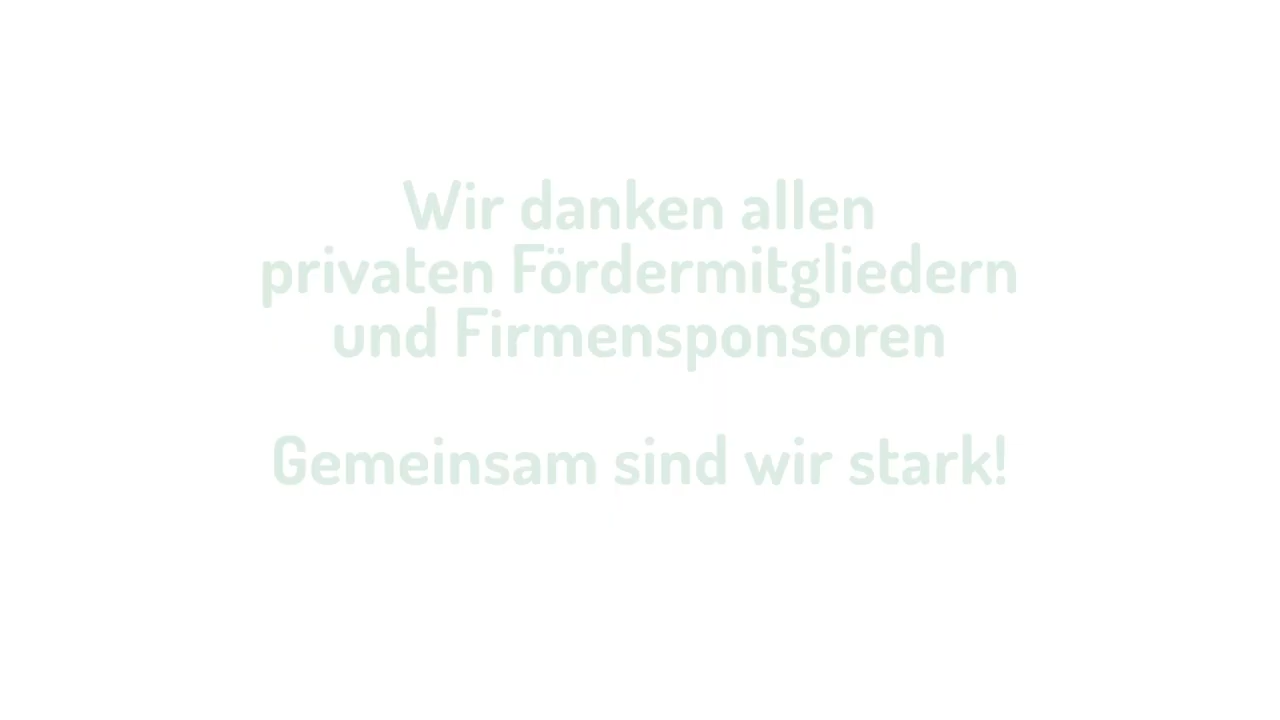 Wir danken allen
privaten Fördermitgliedern
und Firmensponsoren
Gemeinsam sind wir stark!